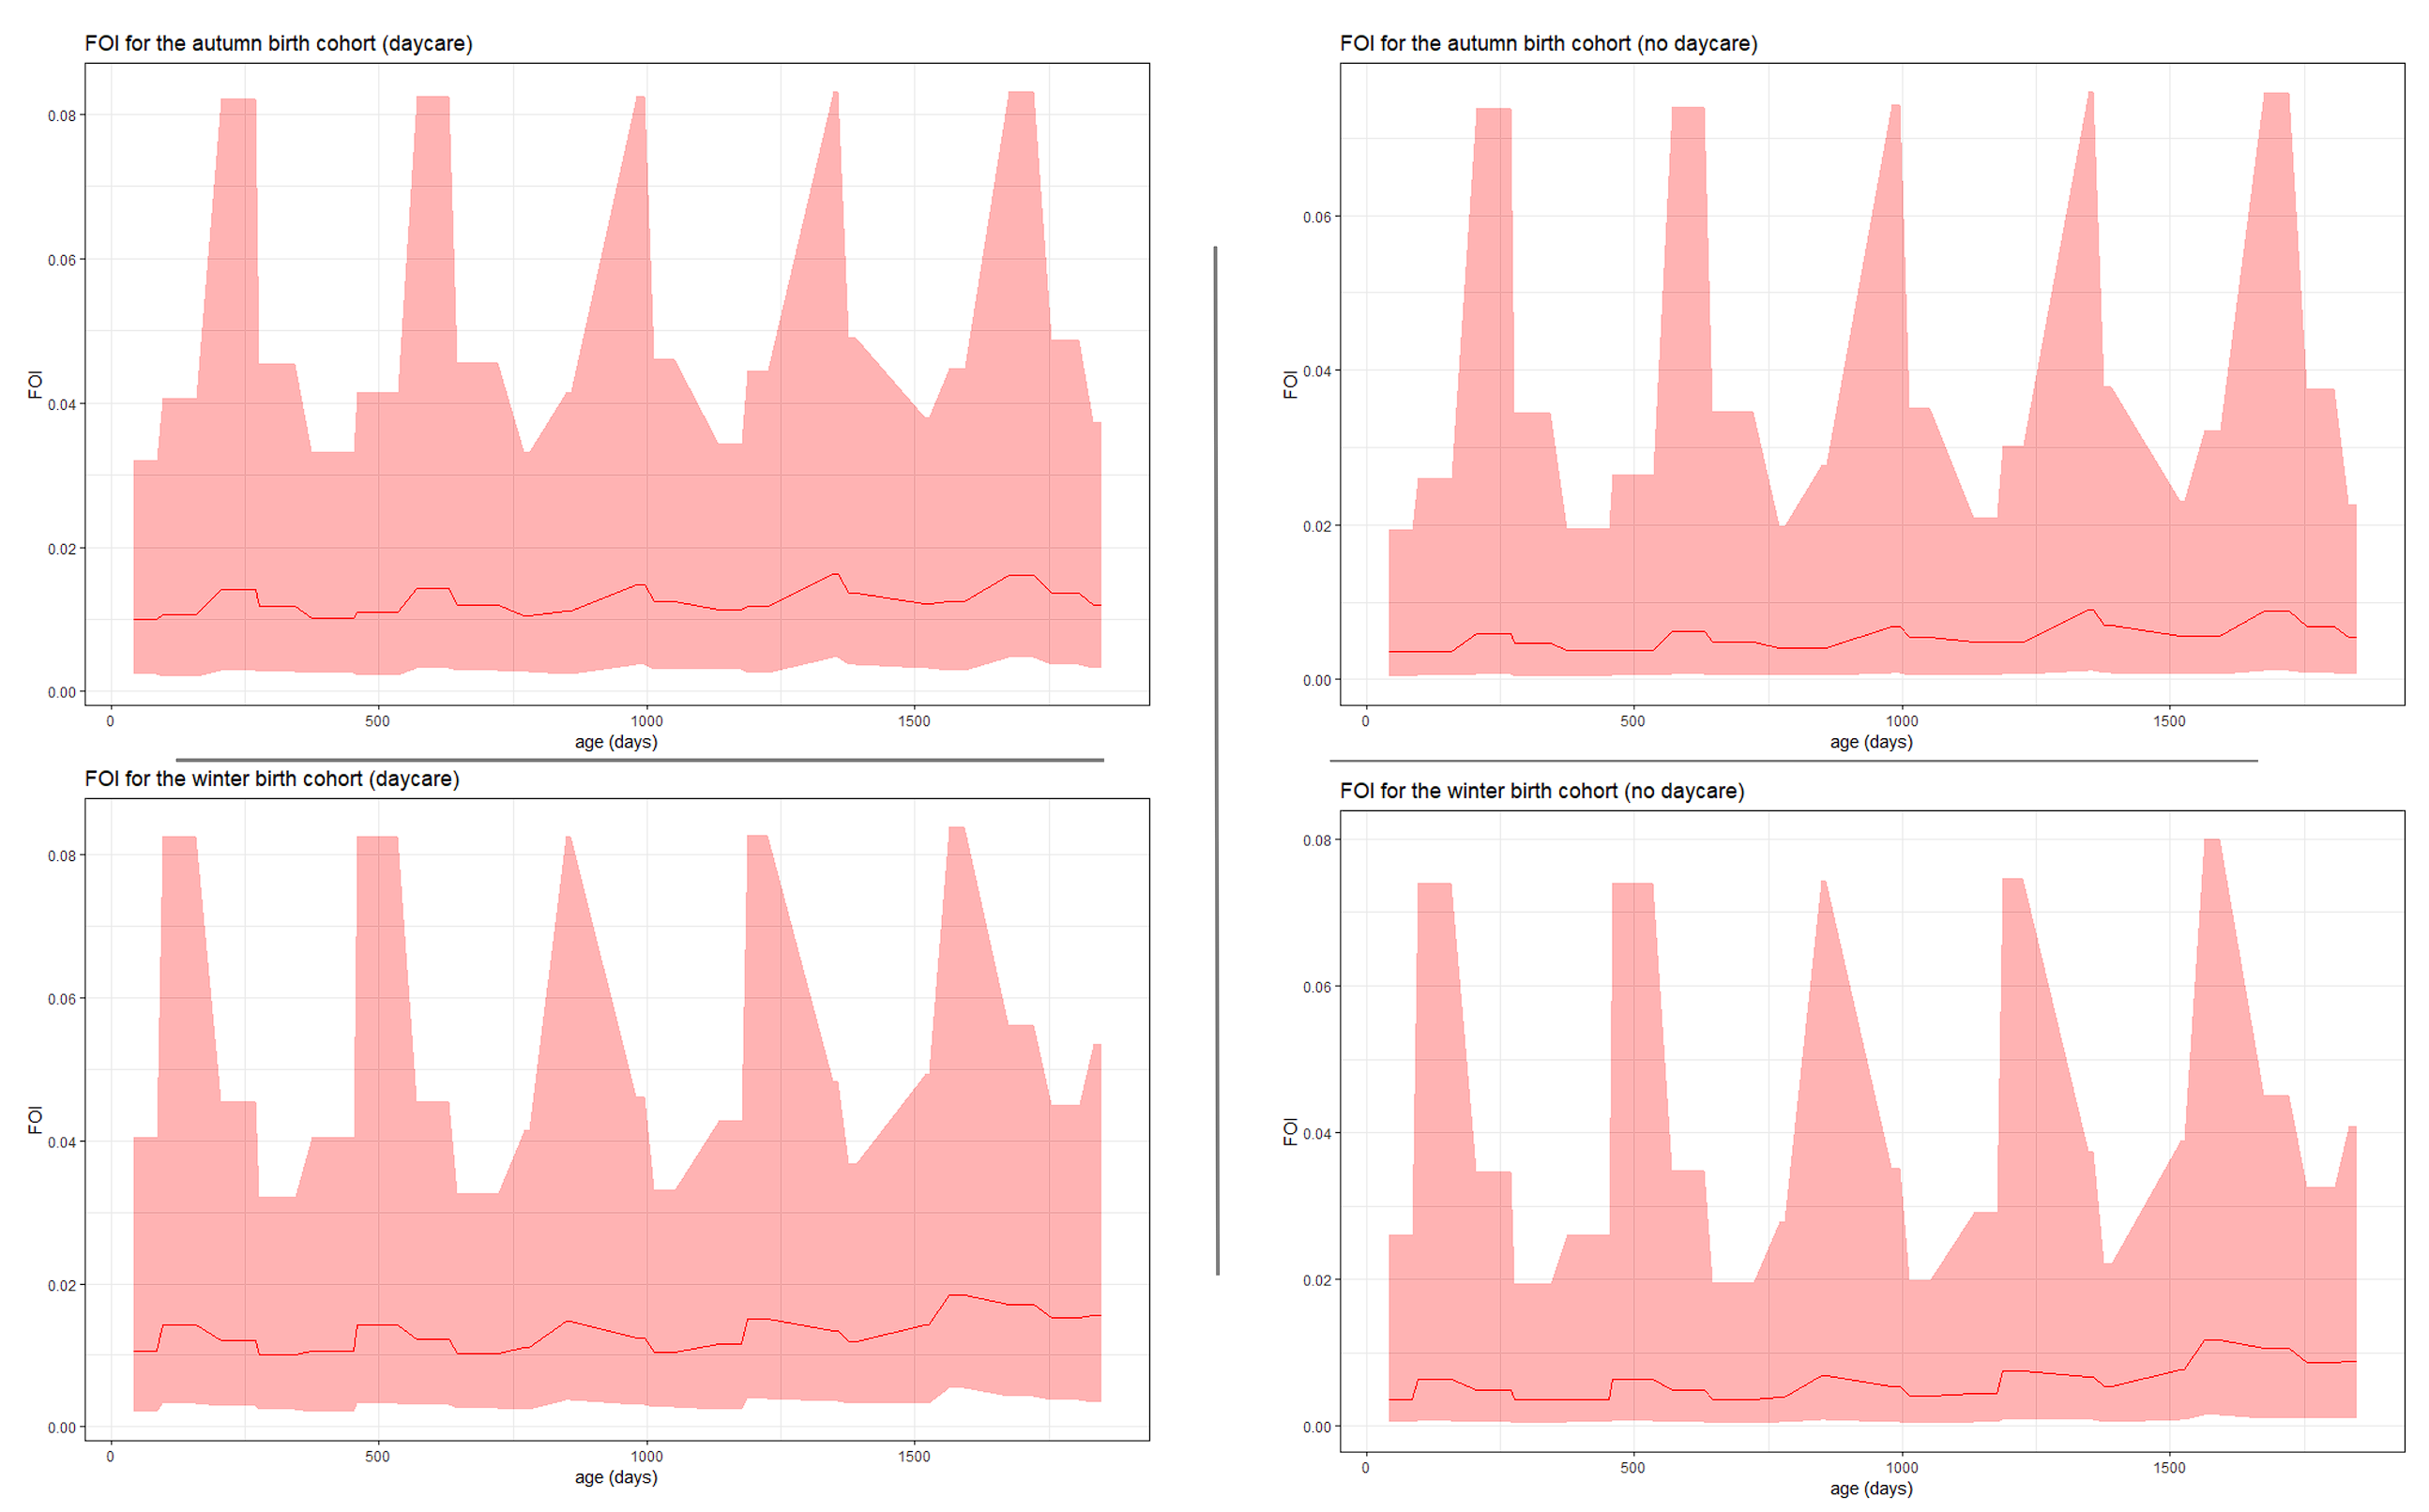 FOI for the autumn birth cohort (daycare)
0.08
0.06
0.04
0.02
0.00
FOI
0 500 1000 1500
age (days)
FOI for the autumn birth cohort (no daycare)
0.06
0.04
0.02
0.00
FOI
0 500 1000 1500
age (days)
FOI for the winter birth cohort (daycare)
0.08
0.06
0.04
0.02
0.00
FOI
0 500 1000 1500
age (days)
FOI for the winter birth cohort (no daycare)
0.08
0.06
0.04
0.02
0.00
FOI
0 500 1000 1500
age (days)